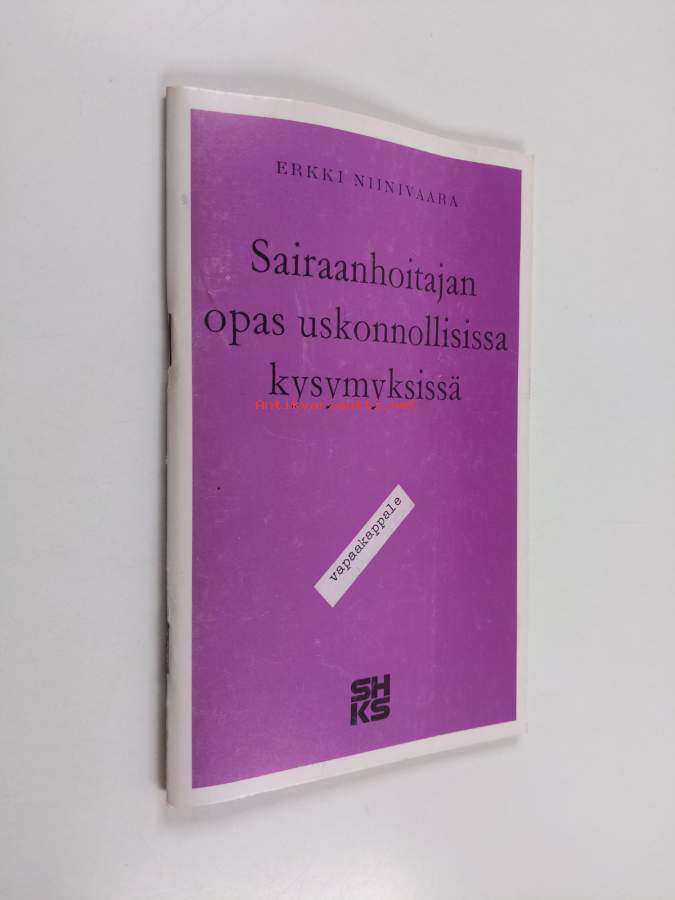 ERKKI NIINIVAARA
Sairaanhoitajan
opas uskonnollisissa
kysymyksissä
Antikvariaatti.net
vapaakappale
SH
KS